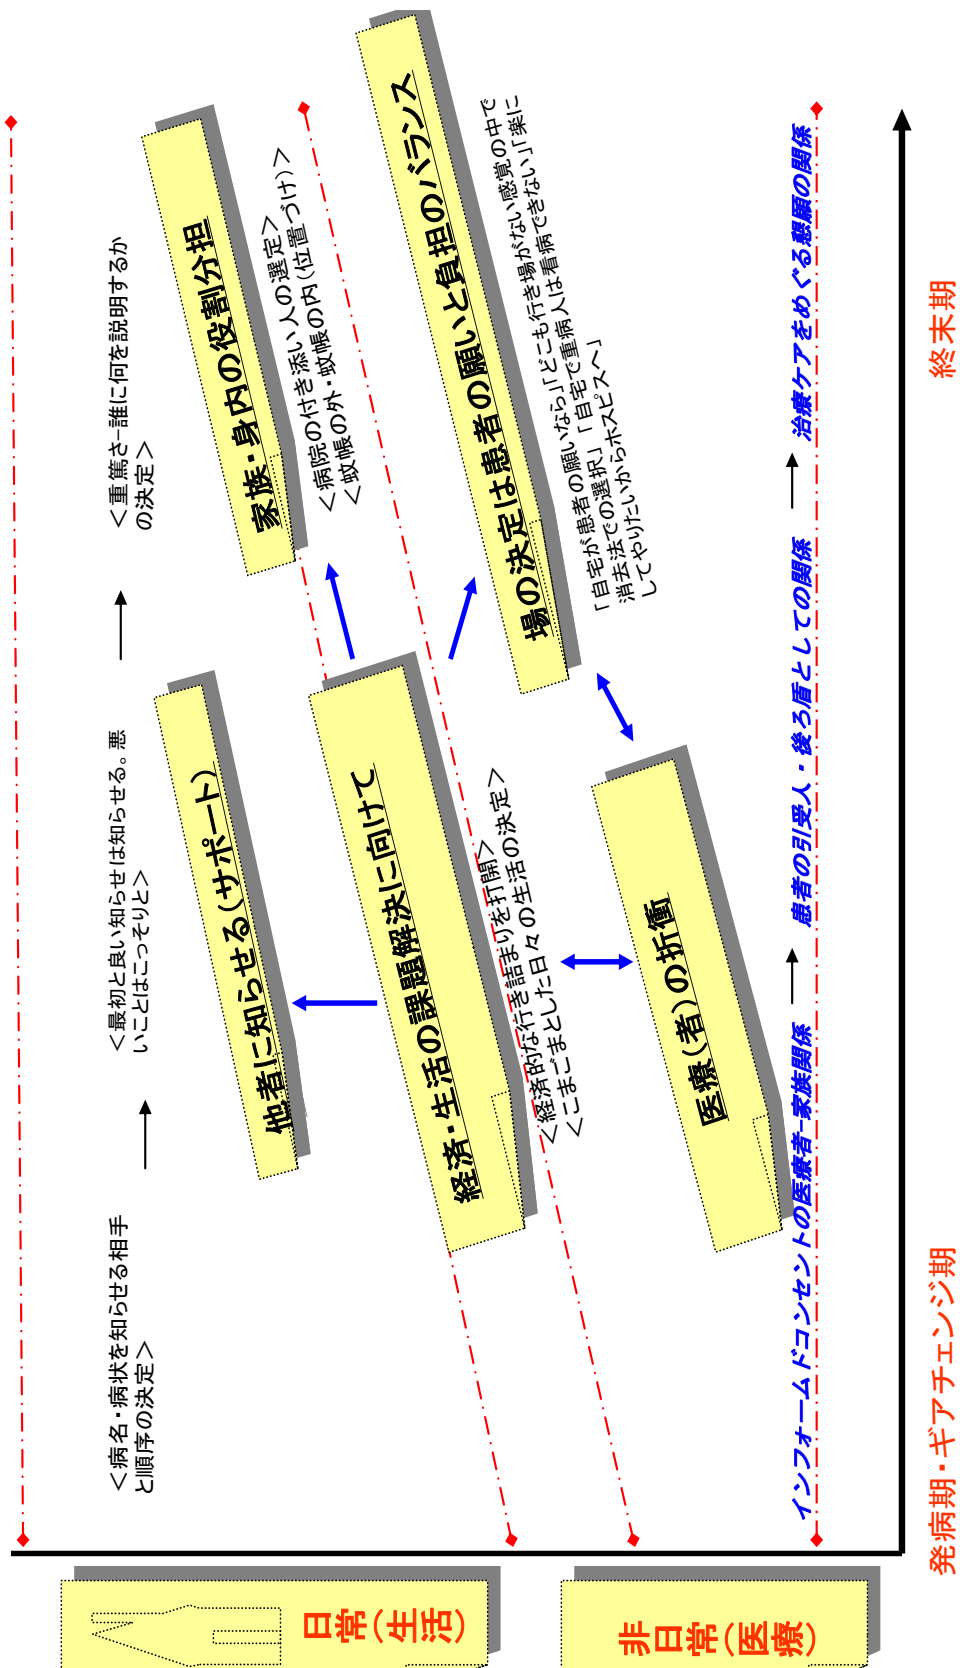 ＜病名・病状を知らせる相手
と順序の決定＞
＜最初と良い知らせは知らせる。悪
いことはこっそりと＞
＜重篤さ−誰に何を説明するか
の決定＞
他者に知らせる（サポート）
家族・身内の役割分担
＜病院の付き添い人の選定＞
＜蚊帳の外・蚊帳の内（位置づけ）＞
経済・生活の課題解決に向けて
＜経済的な行き詰まりを打開＞
＜こまごまとした日々の生活の決定＞
場の決定は患者の願いと負担のバランス
「自宅が患者の願いなら」「どこも行き場がない感覚の中で
消去法での選択」「自宅で重病人は看病できない」「楽に
してやりたいからホスピスへ」
医療（者）の折衝
インフォームドコンセントの医療者−家族関係
患者の引受人・後ろ盾としての関係
治療ケアをめぐる懇願の関係
日常（生活）
非日常（医療）
発病期・ギアチェンジ期
終末期